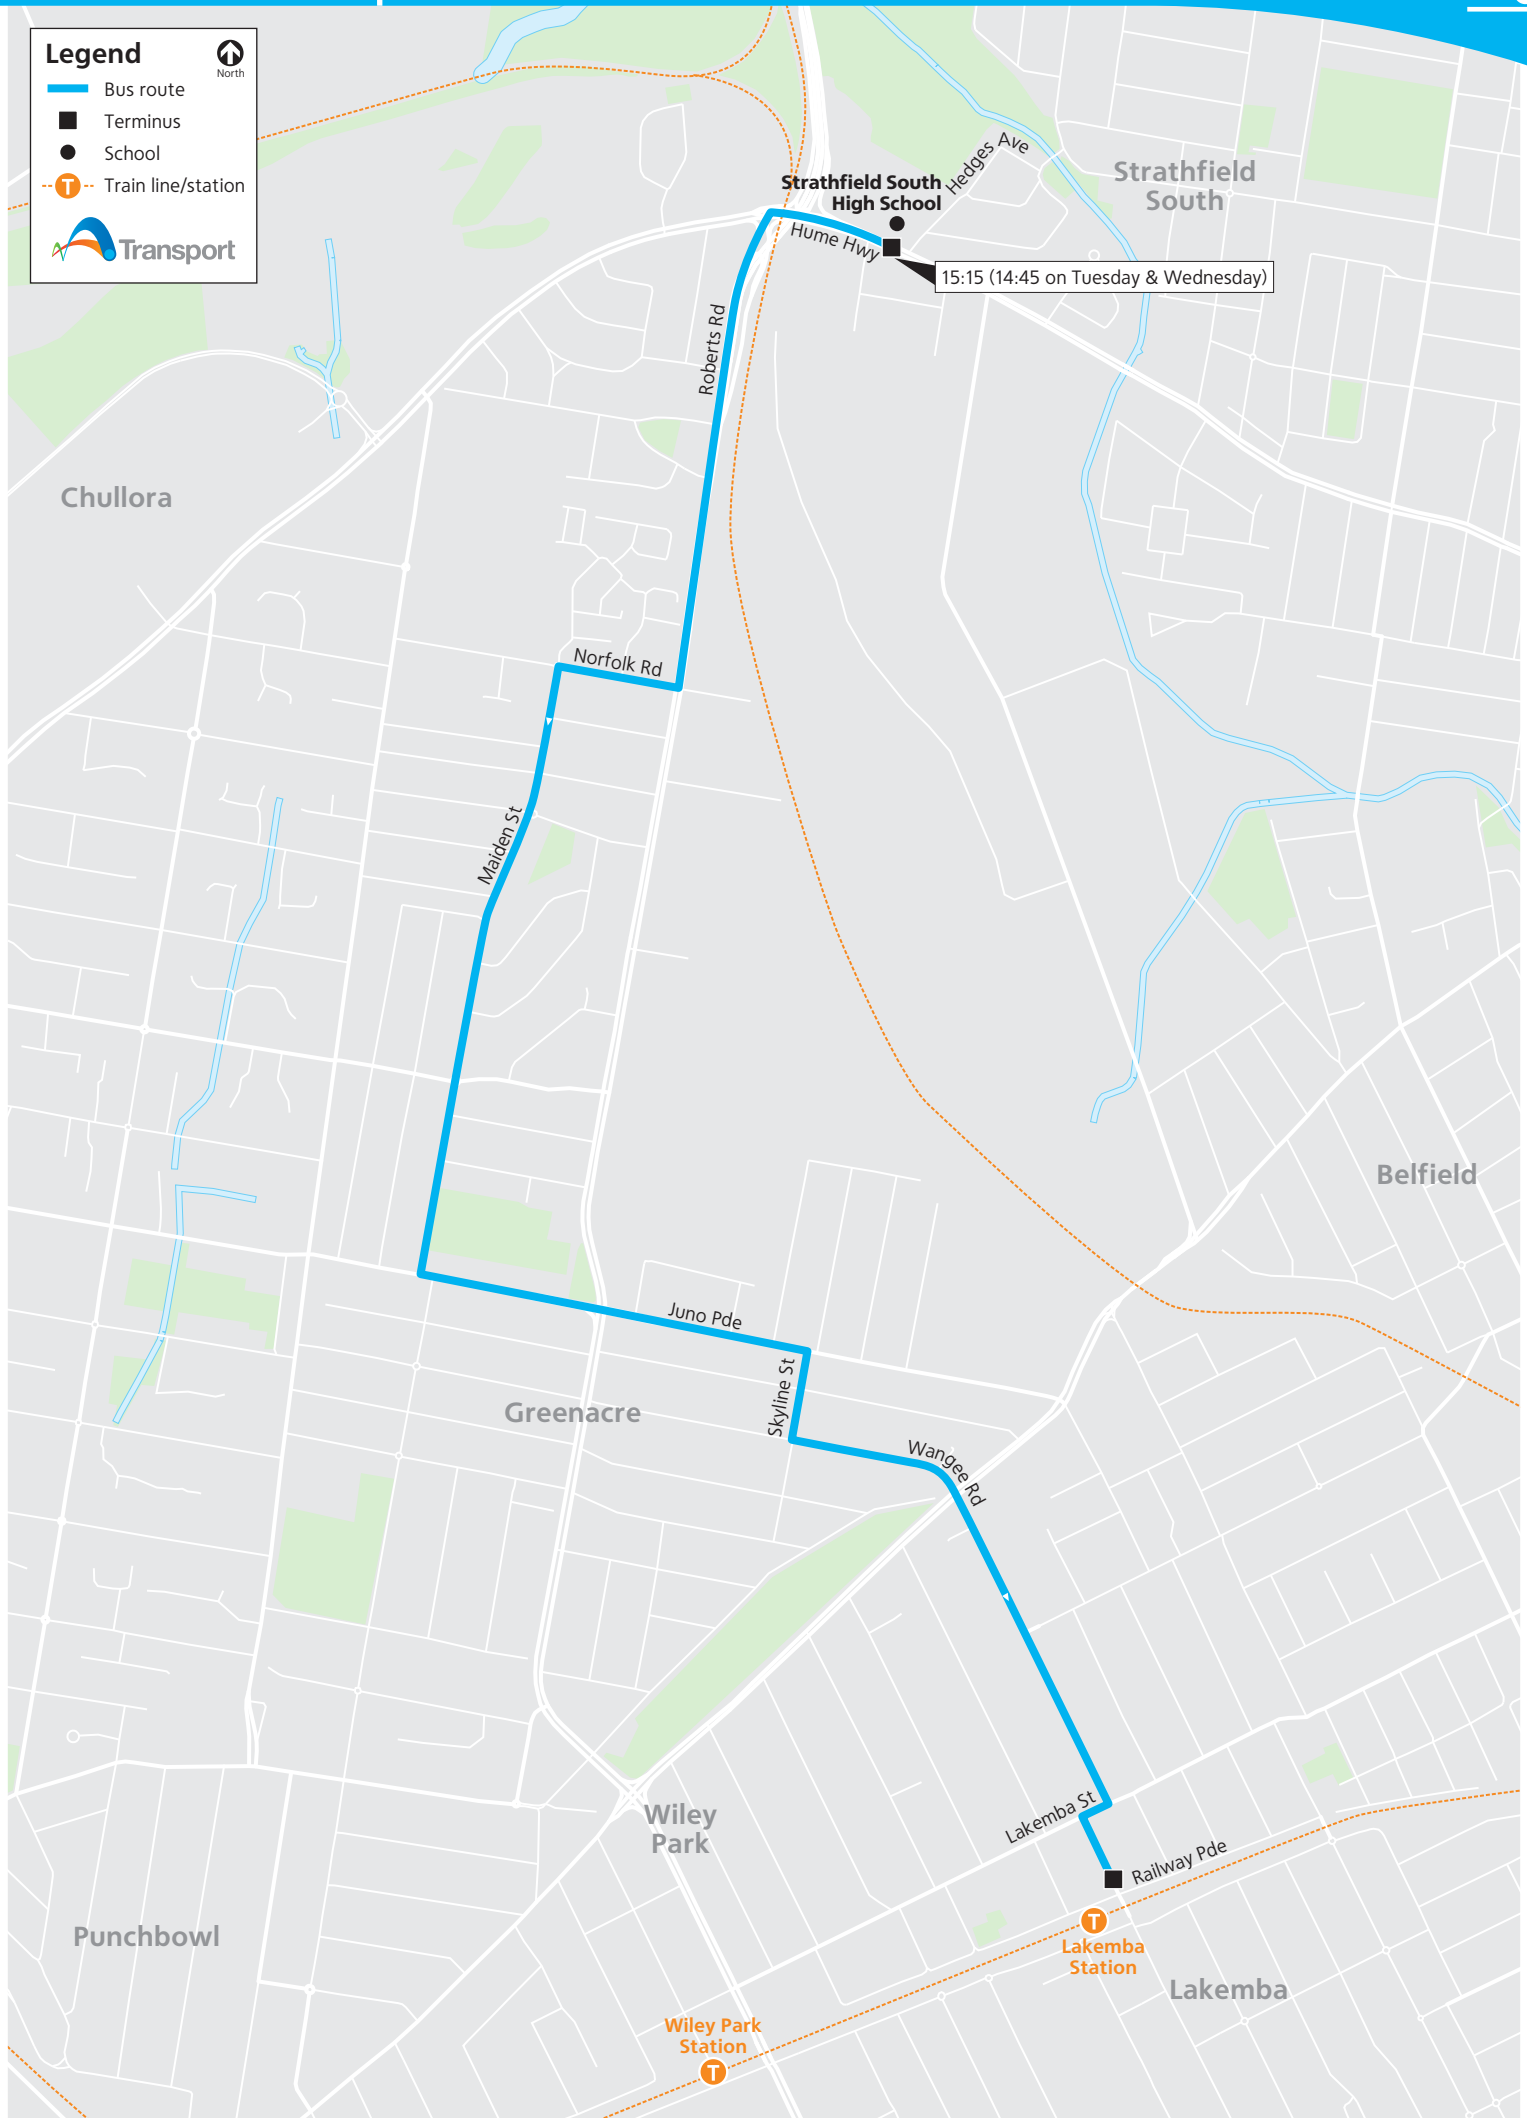 Legend
North
Bus route
Terminus
School
T
Train line/station
Transport
Hedges Ave
Strathfield
South
Strathfield South
High School
Hume Hwy
15:15 (14:45 on Tuesday & Wednesday)
Roberts Rd
Chullora
Norfolk Rd
Maiden St
Belfield
Juno Pde
Skyline St
Greenacre
Wangee Rd
Lakemba St
Wiley
Park
Railway Pde
Punchbowl
T
Lakemba
Station
Lakemba
Wiley Park
Station
T